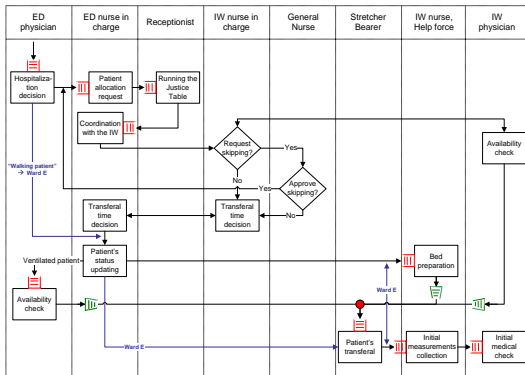 ED physician
ED nurse in charge
Receptionist
IW nurse in charge
General Nurse
Stretcher Bearer
IW nurse, Help force
IW physician
Hospitaliza-
tion
decision
Patient
allocation
request
Running the
Justice
Table
Coordination
with the IW
Request
skipping?
Yes
Availability
check
"Walking patient"
→ Ward E
No
Yes
Approve
skipping?
Transferal
time
decision
Transferal
time
decision
No
Ventilated patient
Patient's
status
updating
Bed
preparation
Availability
check
Ward E
Ward E
Patient's
transferal
Initial
measurements
collection
Initial
medical
check